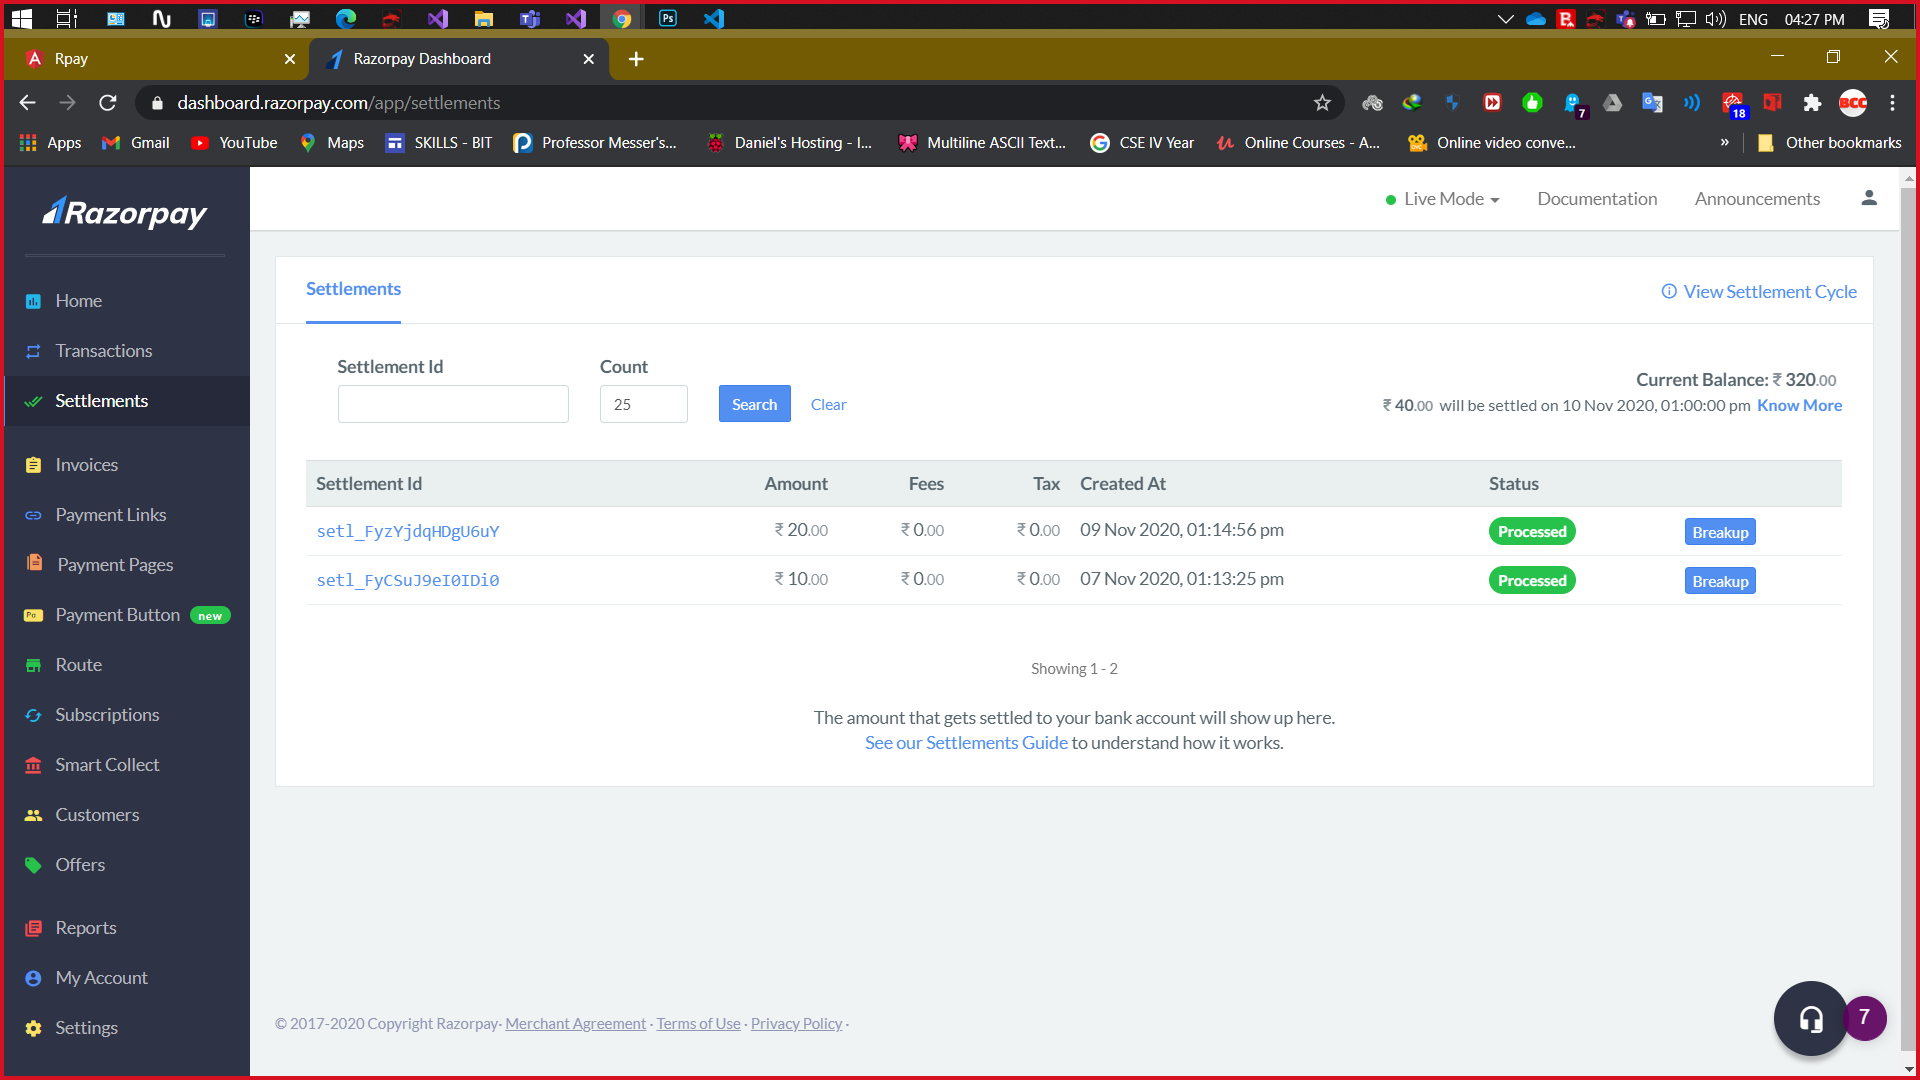 ENG 04:27 PM
Rpay
Razorpay Dashboard
dashboard.razorpay.com/app/settlements
7
18
BCC
Apps
Gmail
YouTube
Maps
SKILLS - BIT
Professor Messer's...
Daniel's Hosting - I...
Multiline ASCII Text...
CSE IV Year
Online Courses - A...
Online video conve...
»
Other bookmarks
Razorpay
Live Mode
Documentation
Announcements
Home
Transactions
Settlements
Invoices
Payment Links
Payment Pages
Payment Button new
Route
Subscriptions
Smart Collect
Customers
Offers
Reports
My Account
Settings
Settlements
View Settlement Cycle
Settlement Id
Count
25
Search
Clear
Current Balance: ₹ 320.00
₹ 40.00 will be settled on 10 Nov 2020, 01:00:00 pm Know More
Settlement Id Amount Fees Tax Created At Status
setl_FyzYjdqHDgU6uY ₹ 20.00 ₹ 0.00 ₹ 0.00 09 Nov 2020, 01:14:56 pm Processed Breakup
setl_FyCSuJ9eI0IDi0 ₹ 10.00 ₹ 0.00 ₹ 0.00 07 Nov 2020, 01:13:25 pm Processed Breakup
Showing 1 - 2
The amount that gets settled to your bank account will show up here.
See our Settlements Guide to understand how it works.
© 2017-2020 Copyright Razorpay· Merchant Agreement · Terms of Use · Privacy Policy ·
7